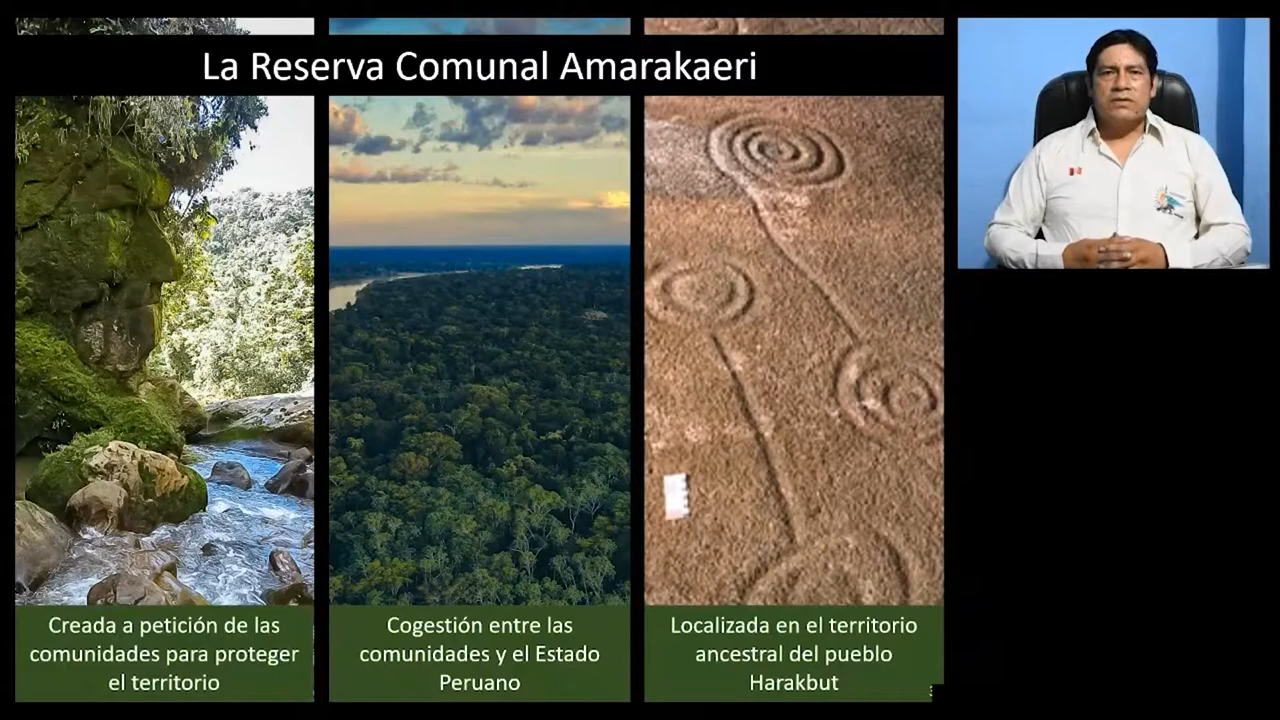 La Reserva Comunal Amarakaeri
Creada a petición de las
comunidades para proteger
el territorio
Cogestión entre las
comunidades y el Estado
Peruano
Localizada en el territorio
ancestral del pueblo
Harakbut